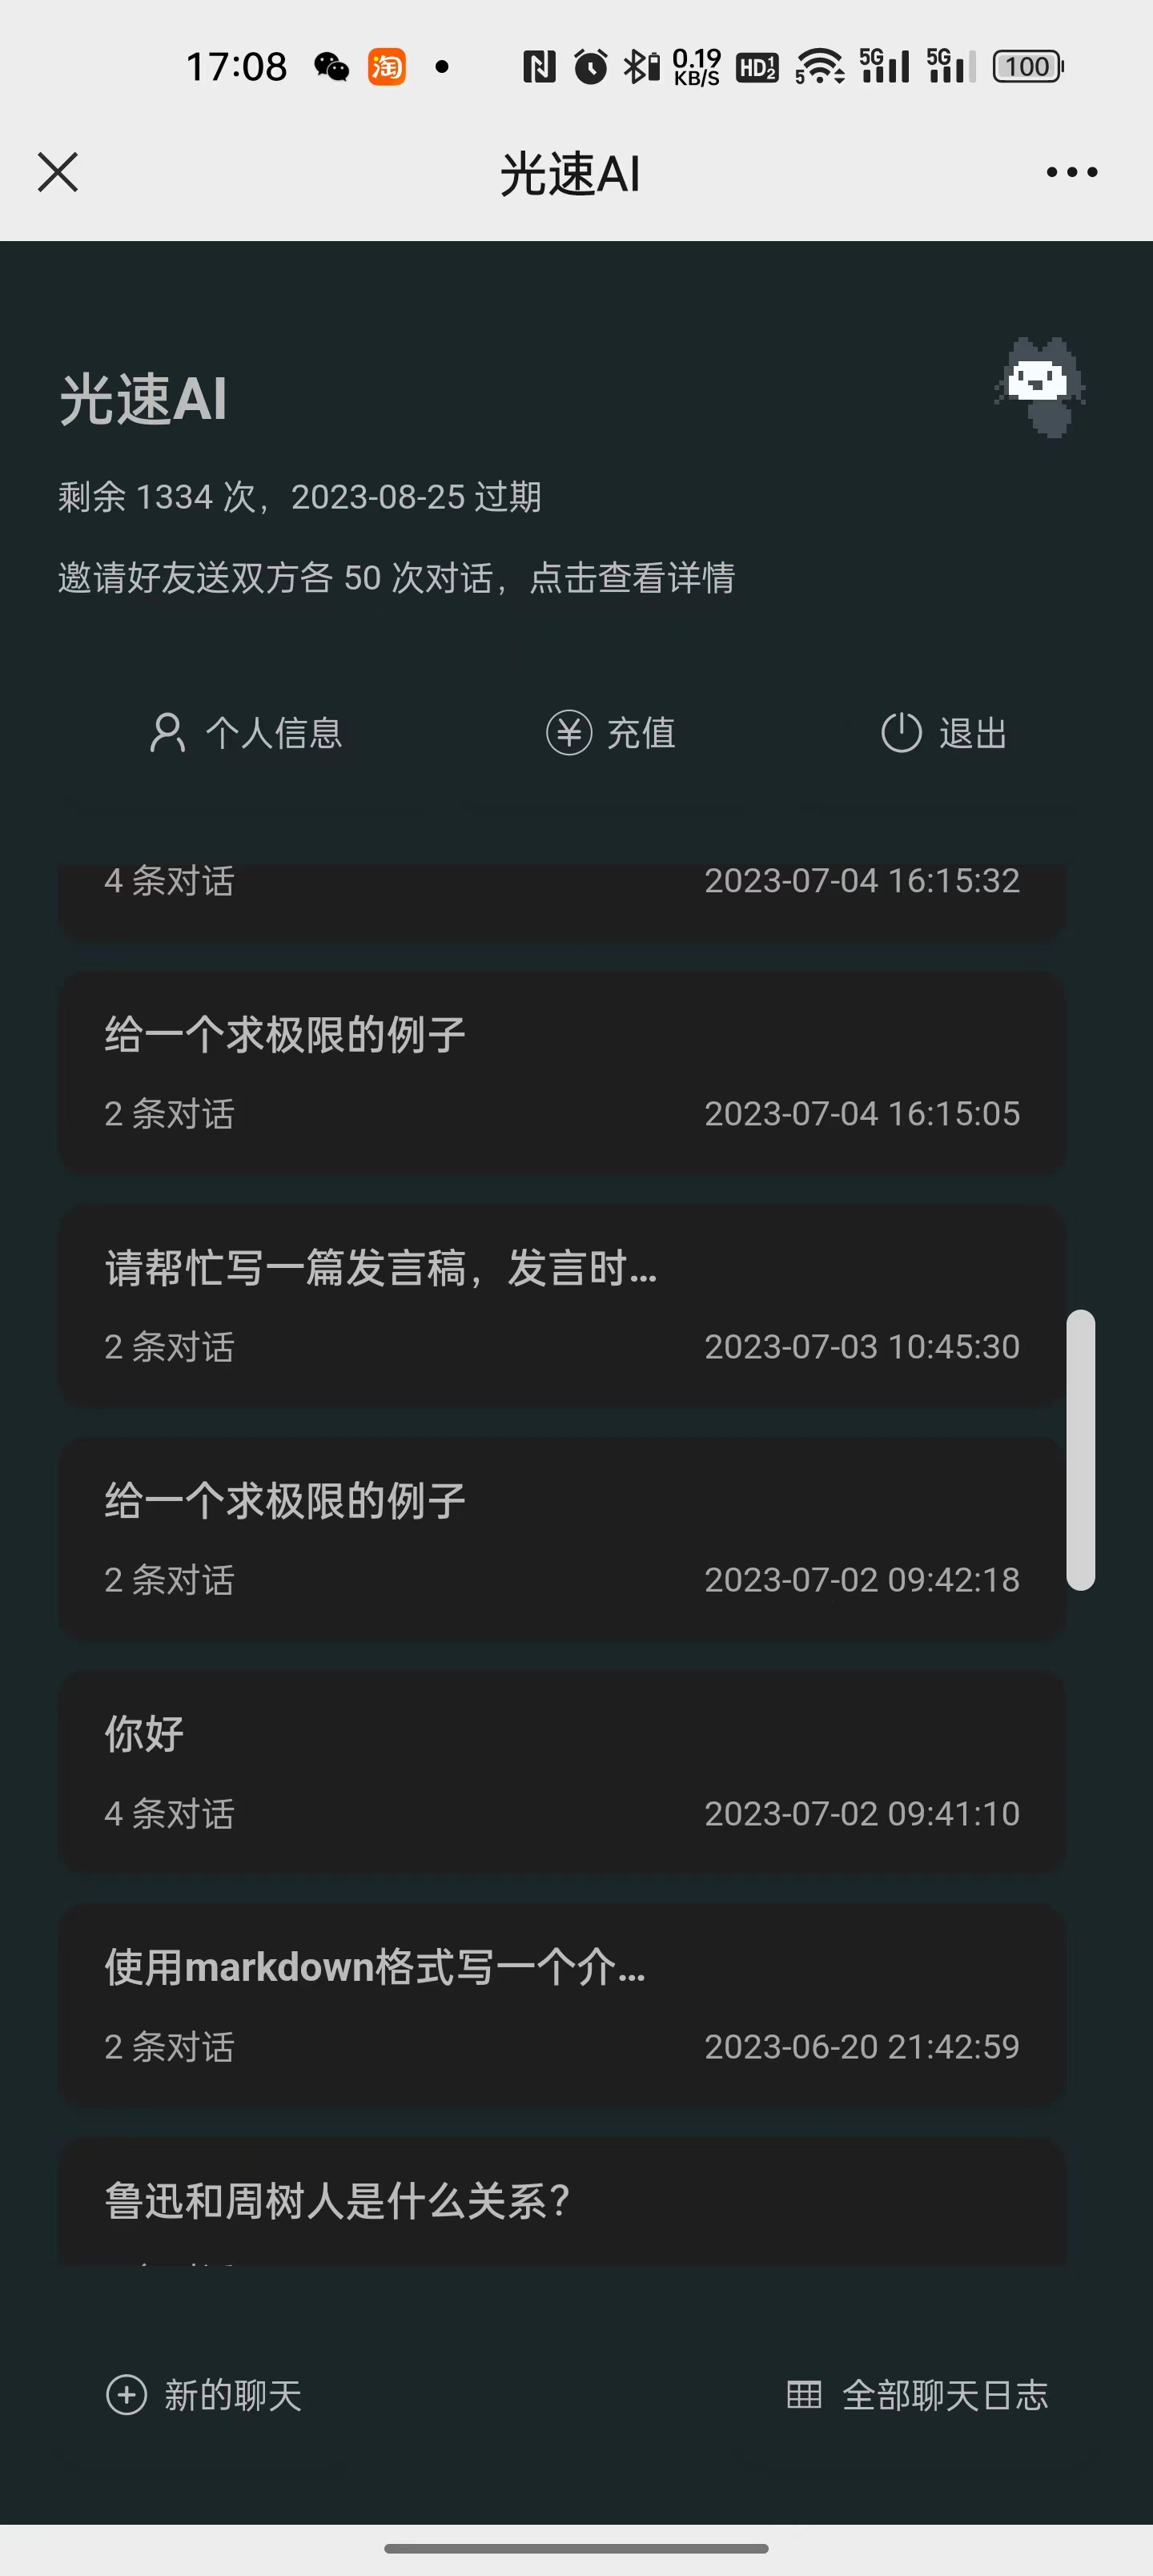 17:08 淘 0.19 KB/S HD 1 2 5 5G 5G 100
光速AI
光速AI
剩余 1334 次，2023-08-25 过期
邀请好友送双方各 50 次对话，点击查看详情
个人信息 充值 退出
4 条对话 2023-07-04 16:15:32
给一个求极限的例子
2 条对话 2023-07-04 16:15:05
请帮忙写一篇发言稿，发言时...
2 条对话 2023-07-03 10:45:30
给一个求极限的例子
2 条对话 2023-07-02 09:42:18
你好
4 条对话 2023-07-02 09:41:10
使用markdown格式写一个介...
2 条对话 2023-06-20 21:42:59
鲁迅和周树人是什么关系？
新的聊天 全部聊天日志